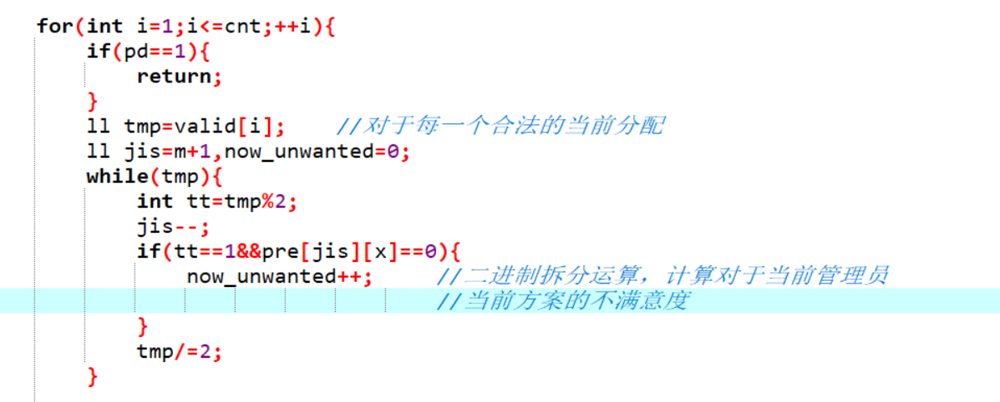 for(int i=1;i<=cnt;++i){
if(pd==1){
return;
}
ll tmp=valid[i]; //对于每一个合法的当前分配
ll jis=m+1,now_unwanted=0;
while(tmp){
int tt=tmp%2;
jis--;
if(tt==1&&pre[jis][x]==0){
now_unwanted++; //二进制拆分运算，计算对于当前管理员
//当前方案的不满意度
}
tmp/=2;
}